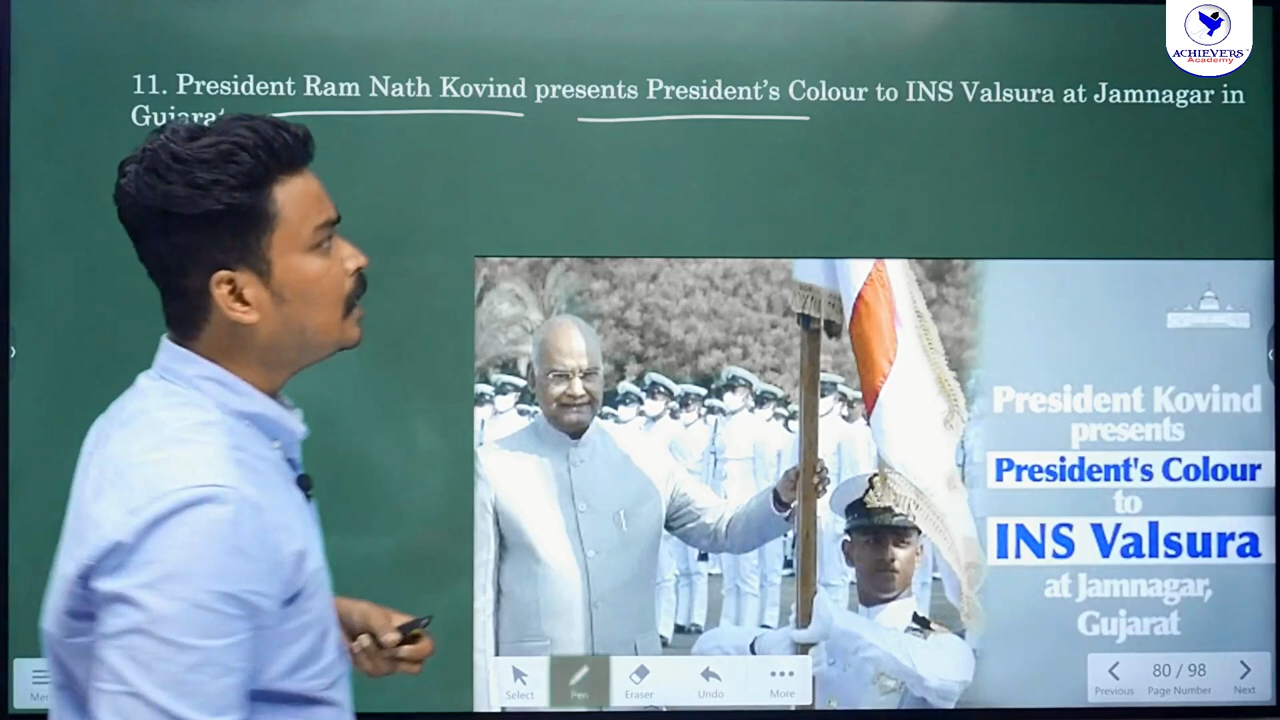 ACHIEVERS
Academy
11. President Ram Nath Kovind presents President's Colour to INS Valsura at Jamnagar in
Gujarat
President Kovind
presents
President's Colour
to
INS Valsura
at Jamnagar,
Gujarat
Select
Pen
Eraser
Undo
More
80 / 98
Previous
Page Number
Next